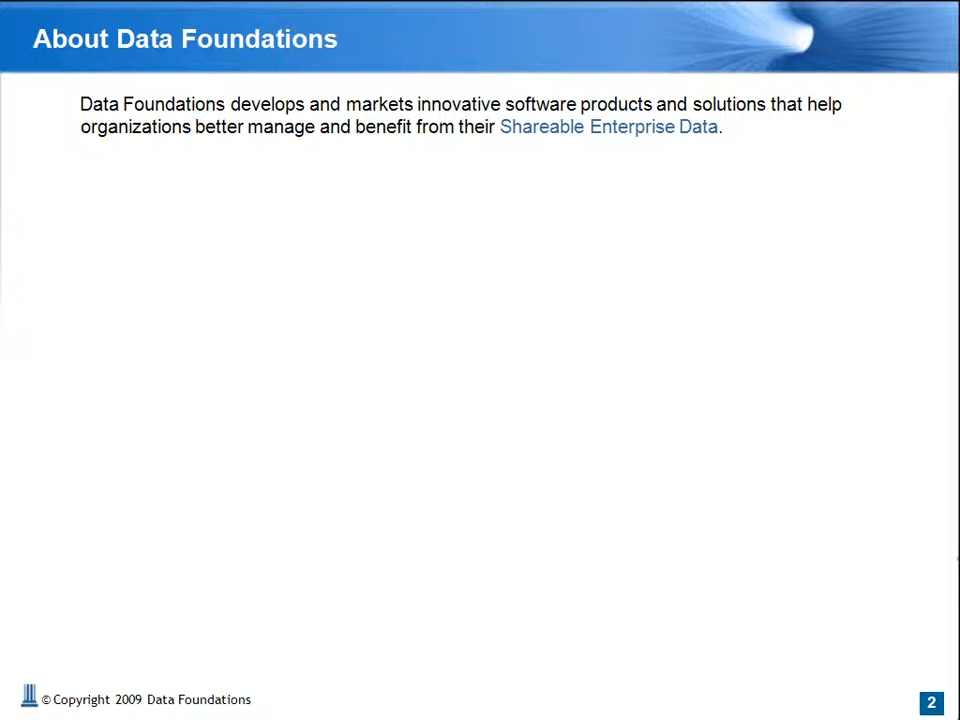 About Data Foundations
Data Foundations develops and markets innovative software products and solutions that help
organizations better manage and benefit from their Shareable Enterprise Data.
© Copyright 2009 Data Foundations
2